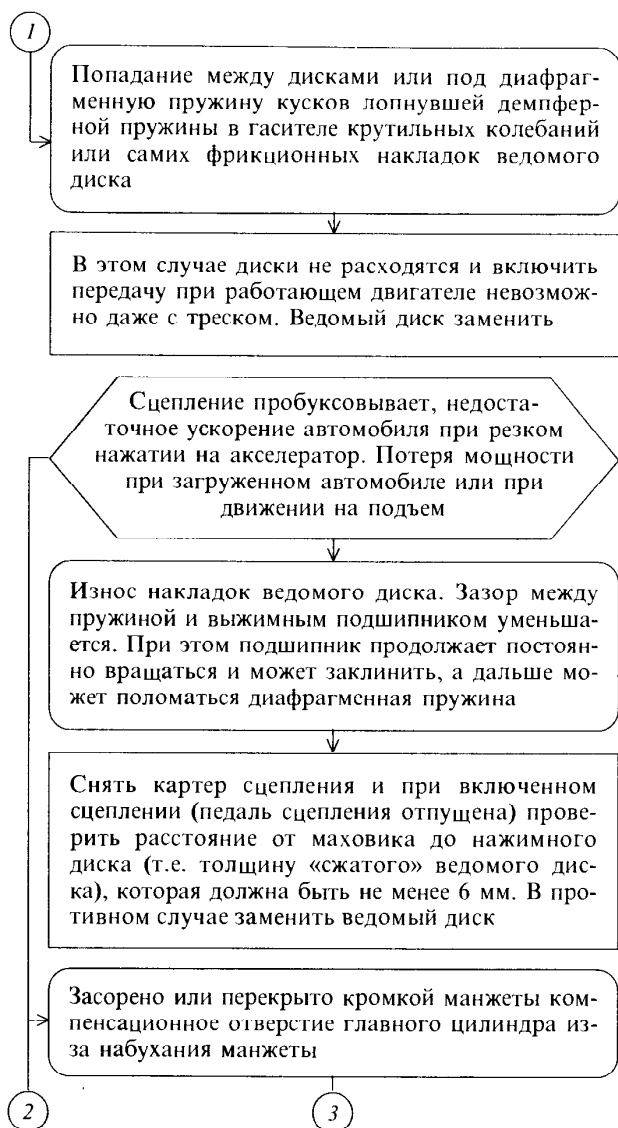 1
Попадание между дисками или под диафраг-
менную пружину кусков лопнувшей демпфер-
ной пружины в гасителе крутильных колебаний
или самих фрикционных накладок ведомого
диска
В этом случае диски не расходятся и включить
передачу при работающем двигателе невозмож-
но даже с треском. Ведомый диск заменить
Сцепление пробуксовывает, недоста-
точное ускорение автомобиля при резком
нажатии на акселератор. Потеря мощности
при загруженном автомобиле или при
движении на подъем
Износ накладок ведомого диска. Зазор между
пружиной и выжимным подшипником уменьша-
ется. При этом подшипник продолжает постоян-
но вращаться и может заклинить, а дальше мо-
жет поломаться диафрагменная пружина
Снять картер сцепления и при включенном
сцеплении (педаль сцепления отпущена) прове-
рить расстояние от маховика до нажимного
диска (т.е. толщину «сжатого» ведомого дис-
ка), которая должна быть не менее 6 мм. В про-
тивном случае заменить ведомый диск
Засорено или перекрыто кромкой манжеты ком-
пенсационное отверстие главного цилиндра из-
за набухания манжеты
2 3